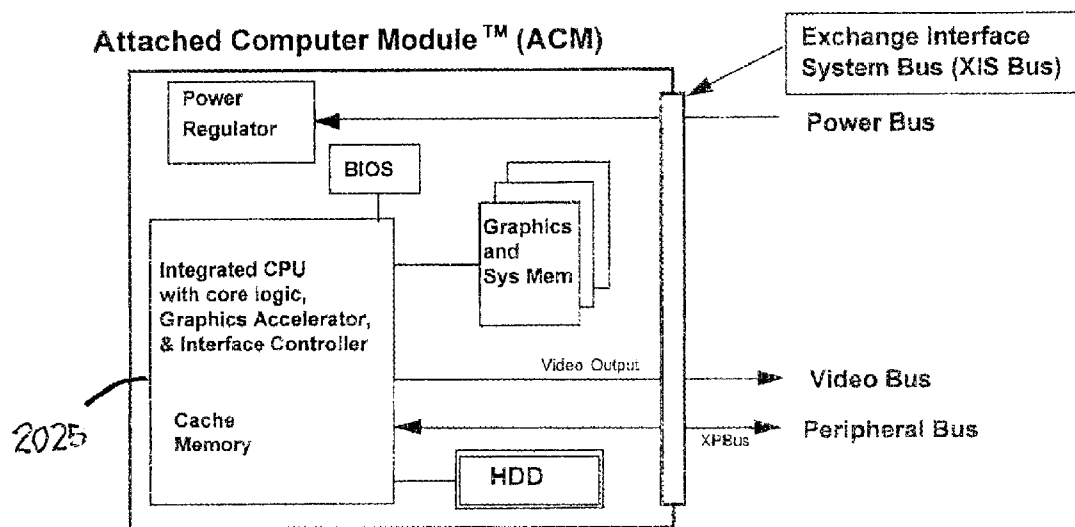 Attached Computer Module™ (ACM)
Exchange Interface
System Bus (XIS Bus)
Power
Regulator
Power Bus
BIOS
Graphics
and
Sys Mem
Integrated CPU
with core logic,
Graphics Accelerator,
& Interface Controller
Video Output
Video Bus
Cache
Memory
XPBus
Peripheral Bus
2025
HDD